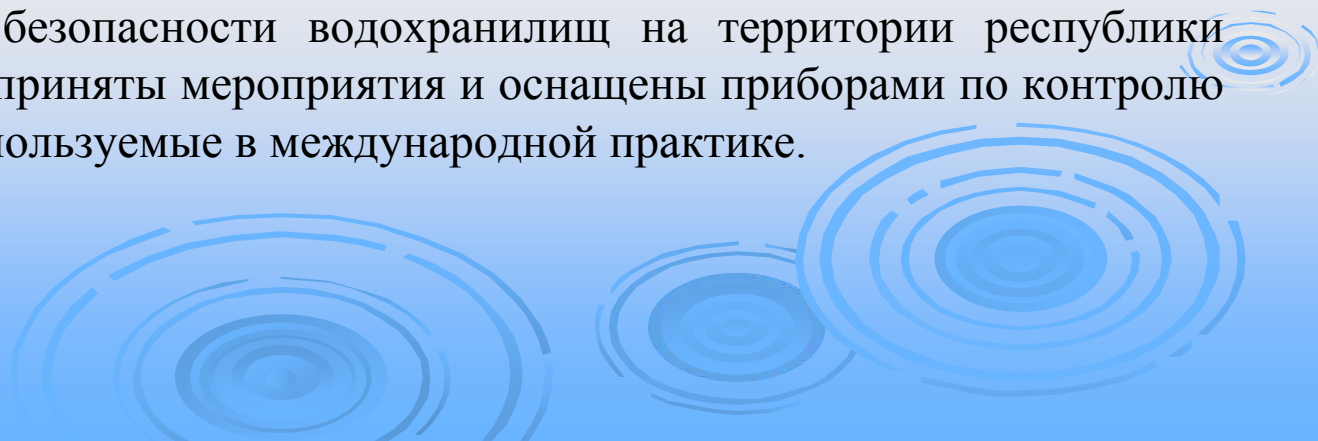 безопасности водохранилищ на территории республики
приняты мероприятия и оснащены приборами по контролю
пользуемые в международной практике.